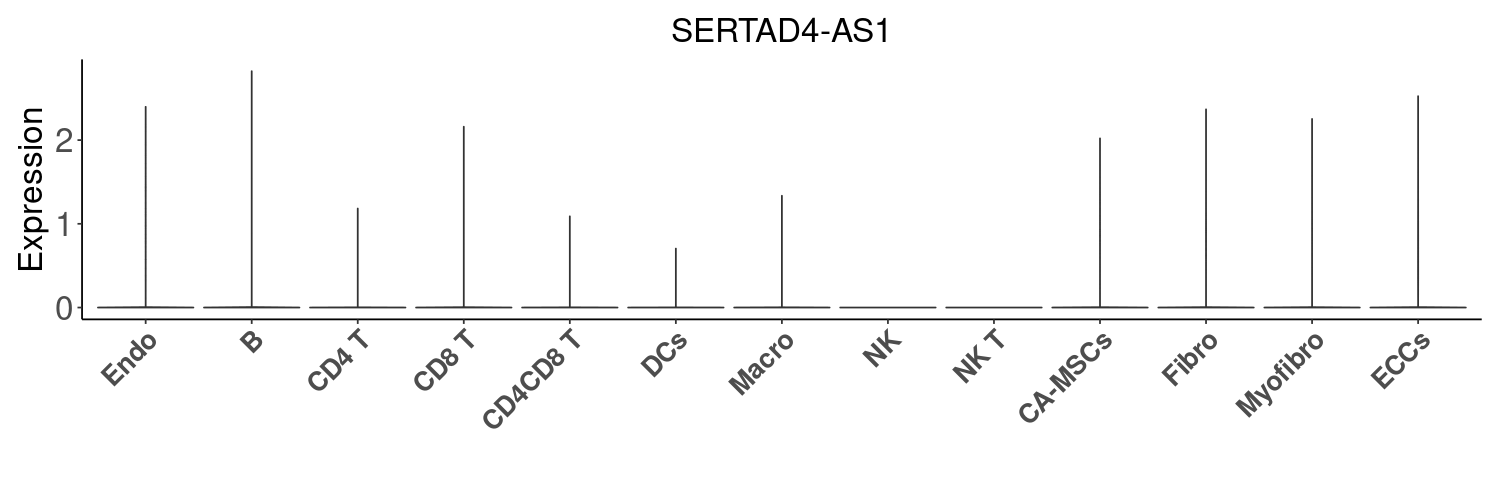 SERTAD4-AS1
Expression
2
1
0
Endo
B
CD4 T
CD8 T
CD4CD8 T
DCs
Macro
NK
NK T
CA-MSCs
Fibro
Myofibro
ECCs